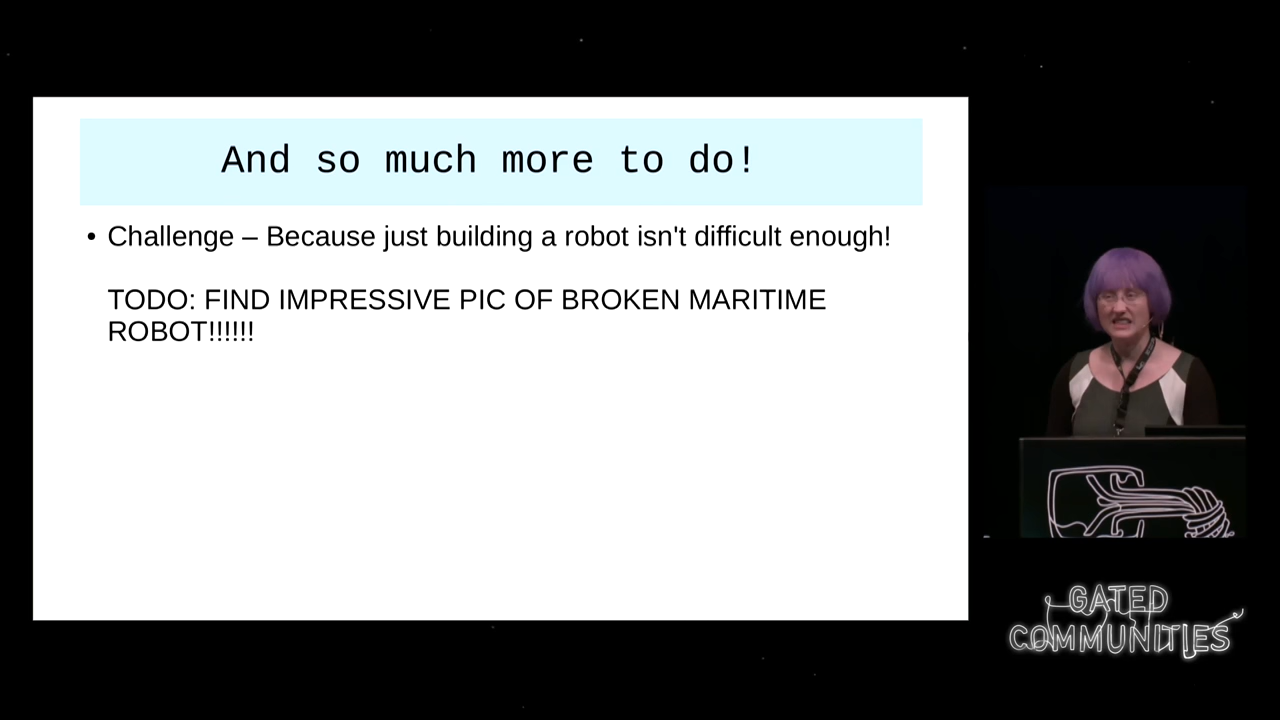 And so much more to do!
• Challenge – Because just building a robot isn't difficult enough!
TODO: FIND IMPRESSIVE PIC OF BROKEN MARITIME
ROBOT!!!!!!
GATED
COMMUNITIES